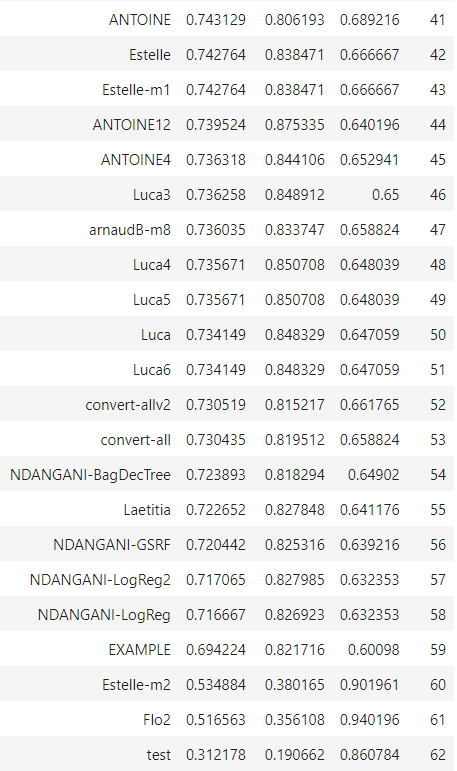 ANTOINE 0.743129 0.806193 0.689216 41
Estelle 0.742764 0.838471 0.666667 42
Estelle-m1 0.742764 0.838471 0.666667 43
ANTOINE12 0.739524 0.875335 0.640196 44
ANTOINE4 0.736318 0.844106 0.652941 45
Luca3 0.736258 0.848912 0.65 46
arnaudB-m8 0.736035 0.833747 0.658824 47
Luca4 0.735671 0.850708 0.648039 48
Luca5 0.735671 0.850708 0.648039 49
Luca 0.734149 0.848329 0.647059 50
Luca6 0.734149 0.848329 0.647059 51
convert-allv2 0.730519 0.815217 0.661765 52
convert-all 0.730435 0.819512 0.658824 53
NDANGANI-BagDecTree 0.723893 0.818294 0.64902 54
Laetitia 0.722652 0.827848 0.641176 55
NDANGANI-GSRF 0.720442 0.825316 0.639216 56
NDANGANI-LogReg2 0.717065 0.827985 0.632353 57
NDANGANI-LogReg 0.716667 0.826923 0.632353 58
EXAMPLE 0.694224 0.821716 0.60098 59
Estelle-m2 0.534884 0.380165 0.901961 60
Flo2 0.516563 0.356108 0.940196 61
test 0.312178 0.190662 0.860784 62